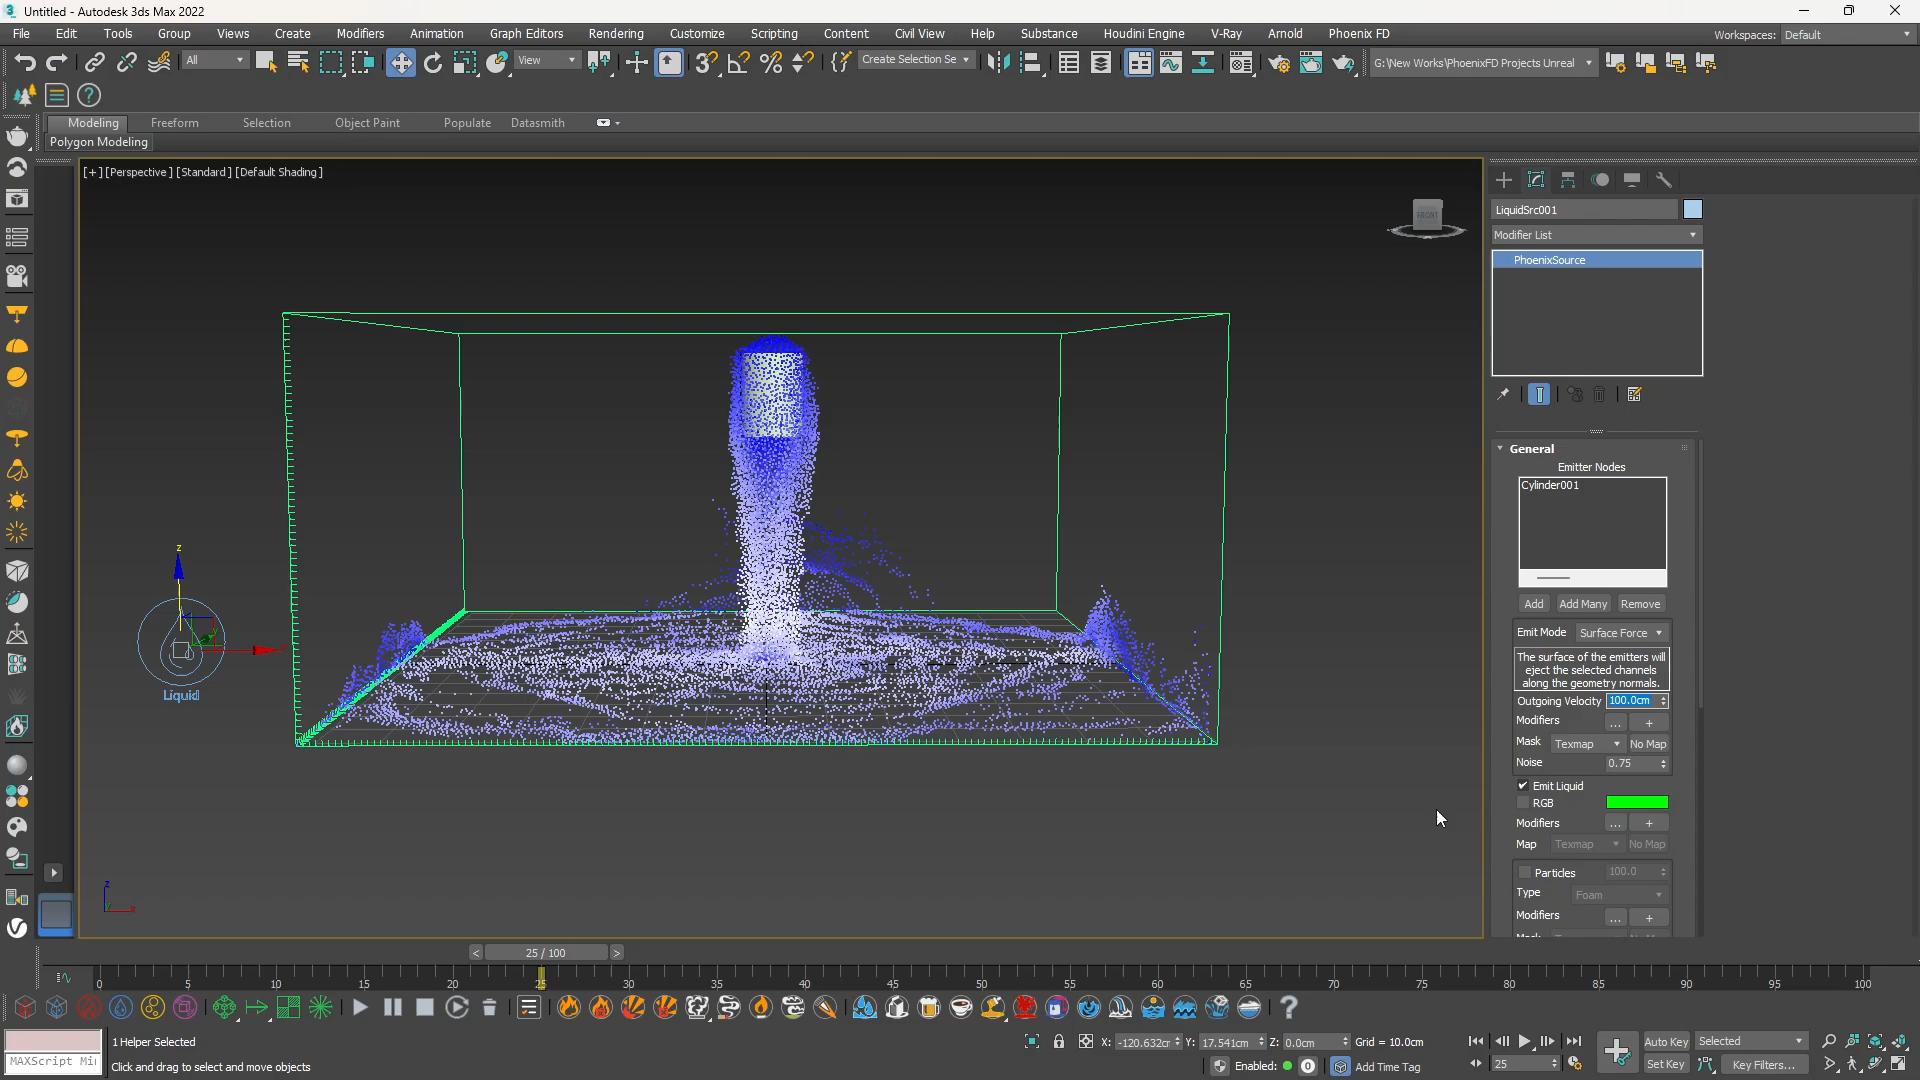 Untitled - Autodesk 3ds Max 2022
File Edit Tools Group Views Create Modifiers Animation Graph Editors Rendering Customize Scripting Content Civil View Help Substance Houdini Engine V-Ray Arnold Phoenix FD Workspaces: Default
All View Create Selection Se G:\New Works\PhoenixFD Projects Unreal
Modeling Freeform Selection Object Paint Populate Datasmith
Polygon Modeling
[+] [Perspective ] [Standard ] [Default Shading ]
FRONT
LiquidSrc001
Modifier List
PhoenixSource
General
Emitter Nodes
Cylinder001
Add Add Many Remove
Emit Mode Surface Force
The surface of the emitters will
eject the selected channels
along the geometry normals.
Outgoing Velocity 100.0cm
Modifiers ... +
Mask Texmap No Map
Noise 0.75
Emit Liquid
RGB
Modifiers ... +
Map Texmap No Map
Particles 100.0
Type Foam
Modifiers ... +
z
Liquid
z
x
< 25 / 100 >
0 5 10 15 20 25 30 35 40 45 50 55 60 65 70 75 80 85 90 95 100
1 Helper Selected
MAXScript Mi
Click and drag to select and move objects
X: -120.632cr Y: 17.541cm Z: 0.0cm Grid = 10.0cm
Enabled: 0 Add Time Tag
25
Auto Key Selected
Set Key Key Filters...